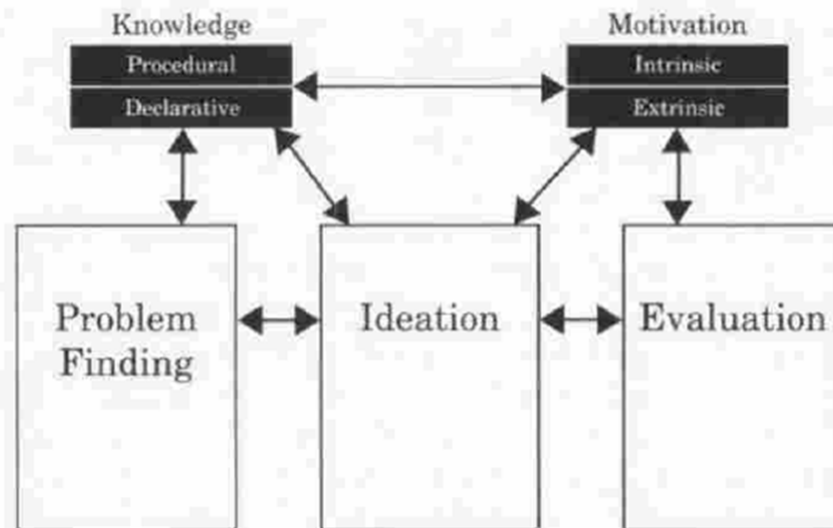 Knowledge
Procedural
Declarative
Motivation
Intrinsic
Extrinsic
Problem
Finding
Ideation
Evaluation